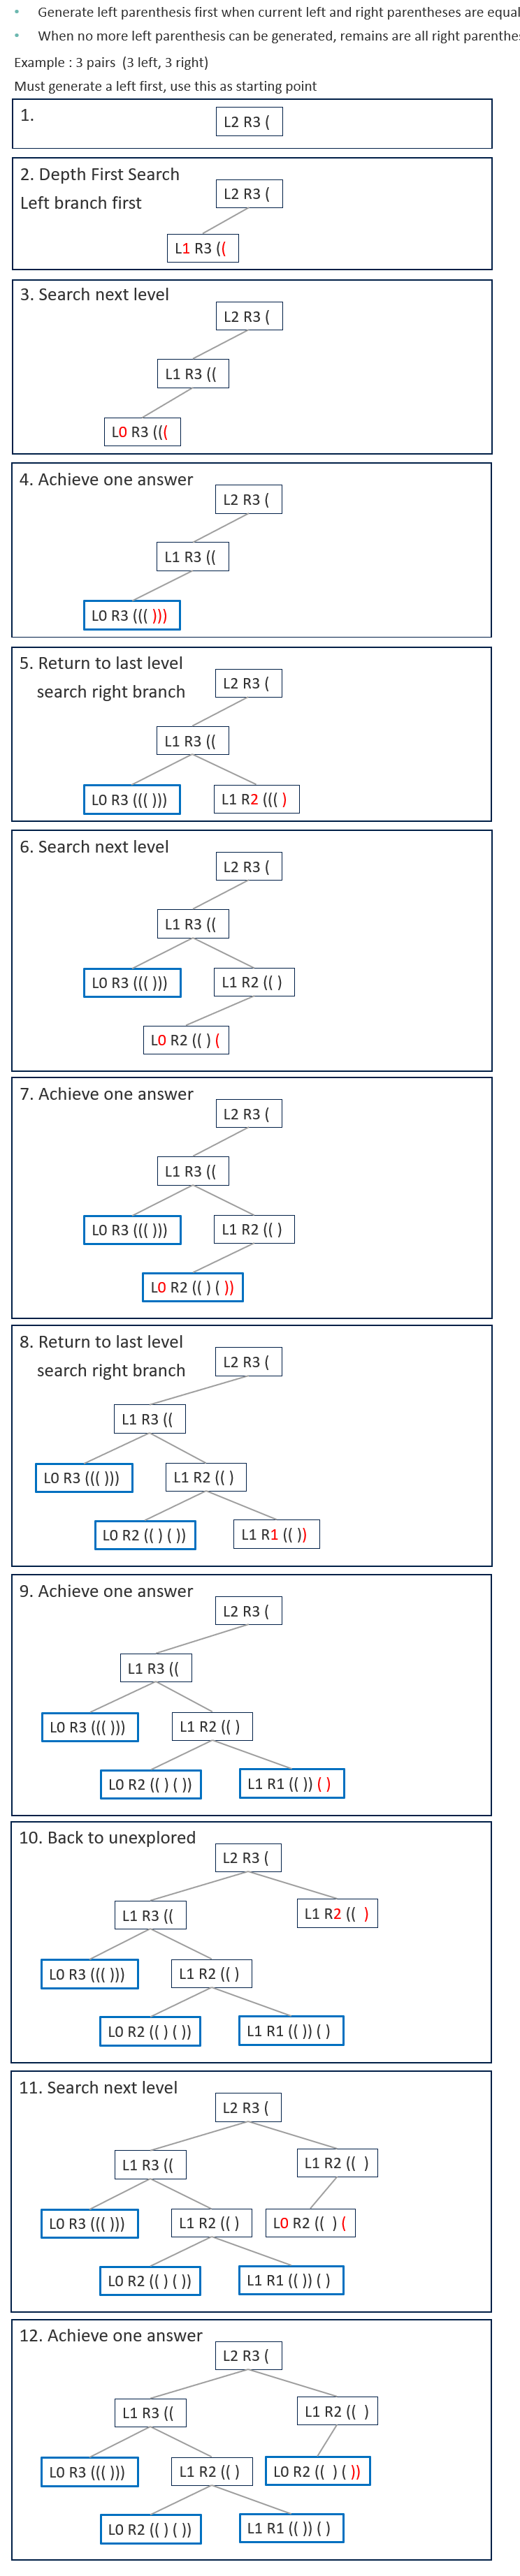 • Generate left parenthesis first when current left and right parentheses are equal
• When no more left parenthesis can be generated, remains are all right parenthes
Example : 3 pairs (3 left, 3 right)
Must generate a left first, use this as starting point
1.
L2 R3 (
2. Depth First Search
L2 R3 (
Left branch first
L1 R3 ((
3. Search next level
L2 R3 (
L1 R3 ((
L0 R3 (((
4. Achieve one answer
L2 R3 (
L1 R3 ((
L0 R3 ((( )))
5. Return to last level
L2 R3 (
search right branch
L1 R3 ((
L0 R3 ((( ))) L1 R2 ((( )
6. Search next level
L2 R3 (
L1 R3 ((
L0 R3 ((( ))) L1 R2 (( )
L0 R2 (( ) (
7. Achieve one answer
L2 R3 (
L1 R3 ((
L0 R3 ((( ))) L1 R2 (( )
L0 R2 (( ) ( ))
8. Return to last level
L2 R3 (
search right branch
L1 R3 ((
L0 R3 ((( ))) L1 R2 (( )
L0 R2 (( ) ( )) L1 R1 (( ))
9. Achieve one answer
L2 R3 (
L1 R3 ((
L0 R3 ((( ))) L1 R2 (( )
L0 R2 (( ) ( )) L1 R1 (( )) ( )
10. Back to unexplored
L2 R3 (
L1 R3 (( L1 R2 (( )
L0 R3 ((( ))) L1 R2 (( )
L0 R2 (( ) ( )) L1 R1 (( )) ( )
11. Search next level
L2 R3 (
L1 R3 (( L1 R2 (( )
L0 R3 ((( ))) L1 R2 (( ) L0 R2 (( ) (
L0 R2 (( ) ( )) L1 R1 (( )) ( )
12. Achieve one answer
L2 R3 (
L1 R3 (( L1 R2 (( )
L0 R3 ((( ))) L1 R2 (( ) L0 R2 (( ) ( ))
L0 R2 (( ) ( )) L1 R1 (( )) ( )